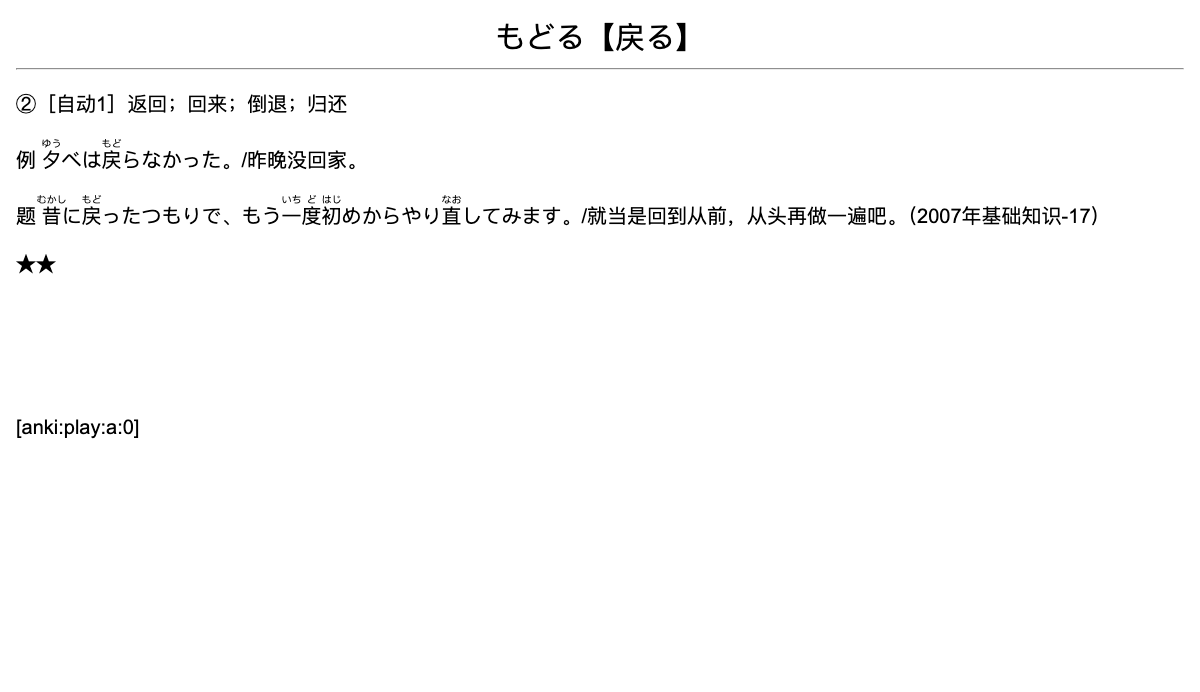 もどる【戻る】
②［自动1］返回；回来；倒退；归还
例 夕べは戻らなかった。/昨晚没回家。
题 昔に戻ったつもりで、もう一度初めからやり直してみます。/就当是回到从前，从头再做一遍吧。（2007年基础知识-17）
★★
[anki:play:a:0]